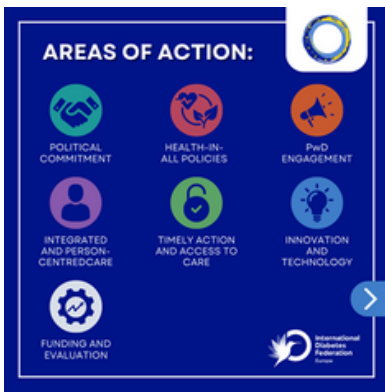 AREAS OF ACTION:
POLITICAL
COMMITMENT
HEALTH-IN-
ALL POLICIES
PwD
ENGAGEMENT
INTEGRATED
AND PERSON-
CENTREDCARE
TIMELY ACTION
AND ACCESS TO
CARE
INNOVATION
AND
TECHNOLOGY
FUNDING AND
EVALUATION
International
Diabetes
Federation
Europe